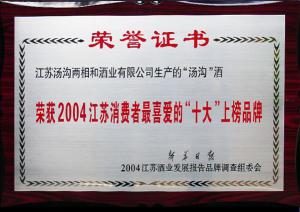 荣誉证书
江苏汤沟两相和酒业有限公司生产的“汤沟”酒
荣获2004江苏消费者最喜爱的“十大”上榜品牌
新华日报
2004江苏酒业发展报告品牌调查组委会